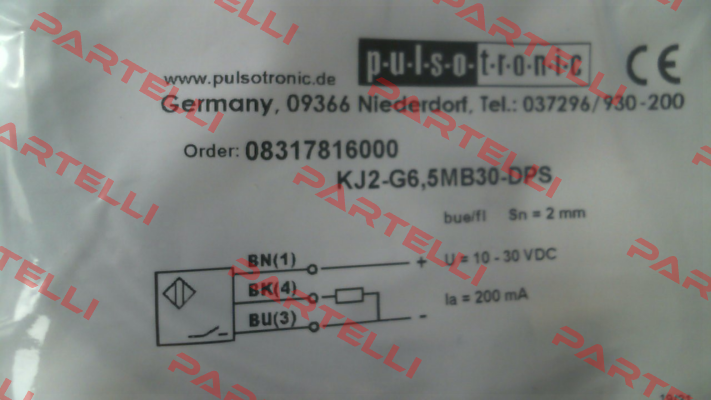 p·u·l·s·o·t·r·o·n·i·c CE
www.pulsotronic.de
Germany, 09366 Niederdorf, Tel.: 037296/930-200
Order: 08317816000
KJ2-G6,5MB30-DPS
bue/fl Sn = 2 mm
BN(1) + U = 10 - 30 VDC
BK(4) Ia = 200 mA
BU(3) -
PARTELLI
PARTELLI
PARTELLI
PARTELLI
PARTELLI
PARTELLI
PARTELLI
PARTELLI